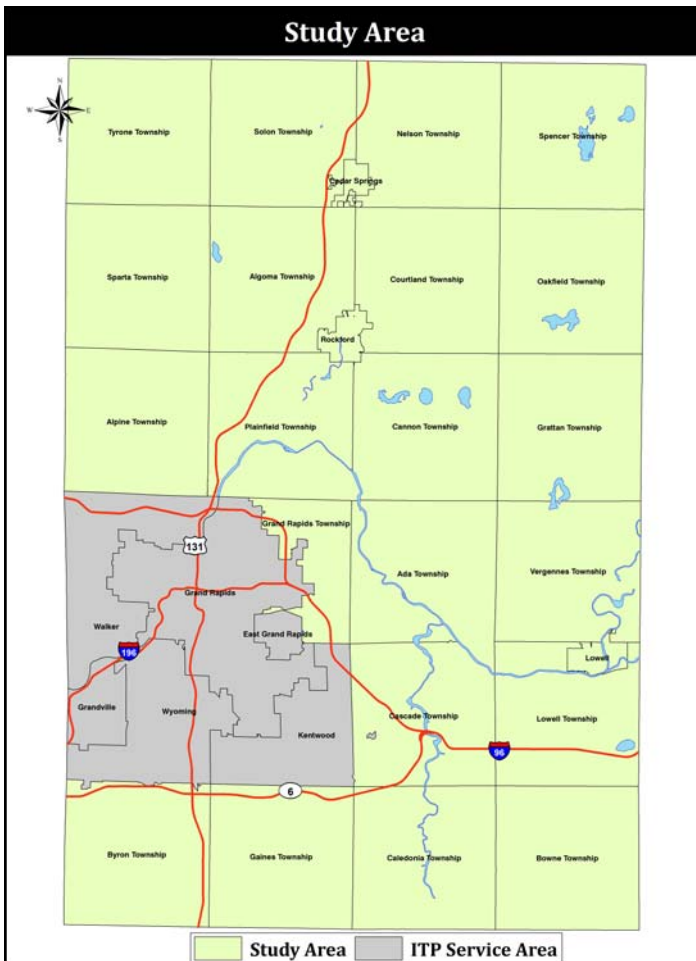 Study Area
N
W E
S
Tyrone Township
Solon Township
Nelson Township
Spencer Township
Cedar Springs
Sparta Township
Algoma Township
Courtland Township
Oakfield Township
Rockford
Alpine Township
Plainfield Township
Cannon Township
Grattan Township
Grand Rapids Township
131
Ada Township
Vergennes Township
Grand Rapids
Walker
East Grand Rapids
196
Lowell
Grandville
Wyoming
Kentwood
Cascade Township
Lowell Township
96
6
Byron Township
Gaines Township
Caledonia Township
Bowne Township
Study Area
ITP Service Area